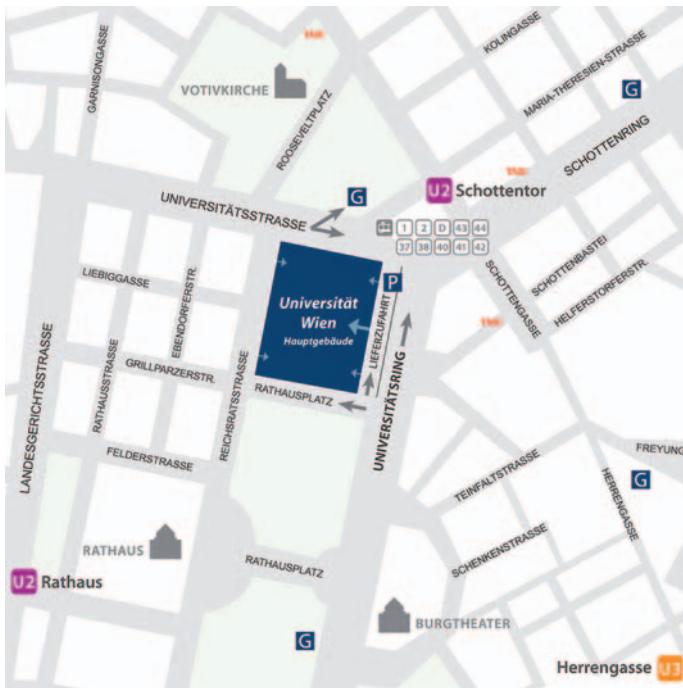 GARNISONGASSE
VOTIVKIRCHE
ROOSEVELTPLATZ
KOLINGASSE
MARIA-THERESIEN-STRASSE
G
SCHOTTENRING
U2 Schottentor
UNIVERSITÄTSSTRASSE
G
1 2 D 43 44
37 38 40 41 42
LIEBIGGASSE
EBENDORFERSTR.
Universität
Wien
Hauptgebäude
P
LIEFERZUFAHRT
SCHOTTENGASSE
SCHOTTENBASTEI
HELFERSTORFERSTR.
LANDESGERICHTSSTRASSE
RATHAUSSTRASSE
GRILLPARZERSTR.
REICHSRATSSTRASSE
RATHAUSPLATZ
UNIVERSITÄTSRING
FELDERSTRASSE
TEINFALTSTRASSE
FREYUNG
HERRENGASSE
G
RATHAUS
RATHAUSPLATZ
SCHENKENSTRASSE
U2 Rathaus
BURGTHEATER
G
Herrengasse U3